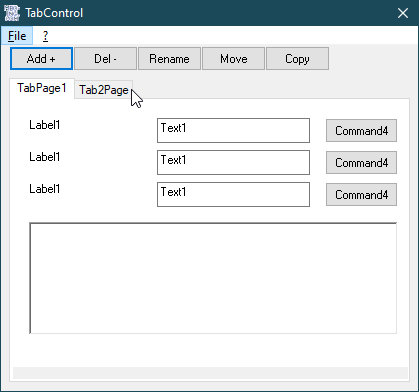 TabControl
File ?
Add + Del - Rename Move Copy
TabPage1 Tab2Page
Label1 Text1 Command4
Label1 Text1 Command4
Label1 Text1 Command4